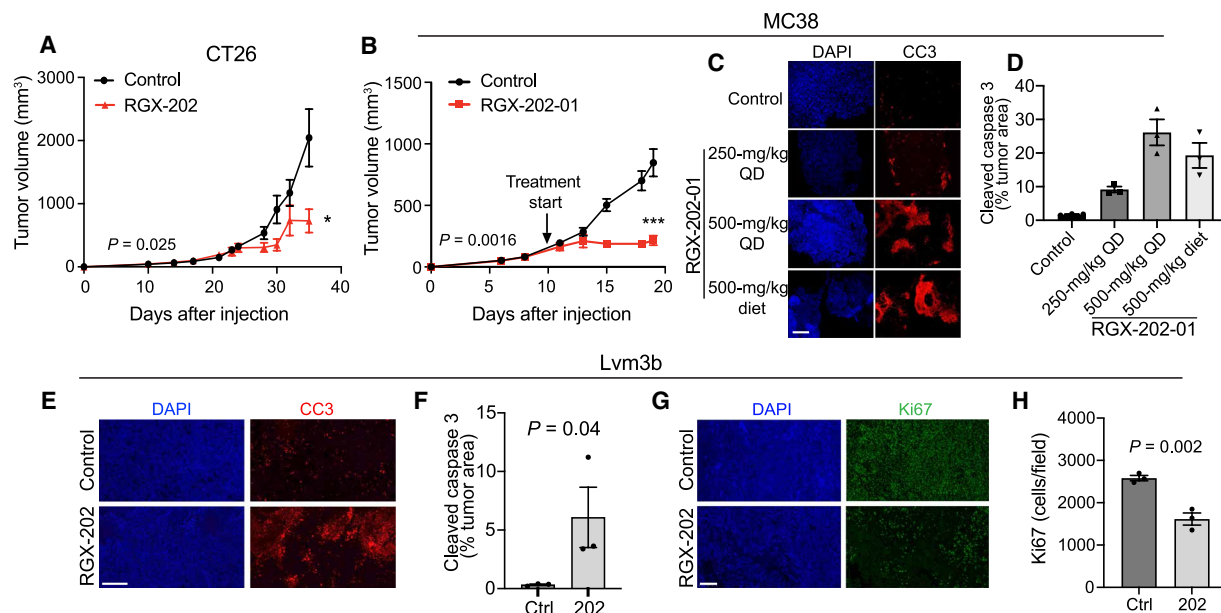 MC38
A
CT26
Tumor volume (mm³)
3000
2000
1000
0
Control
RGX-202
P = 0.025
*
0
10
20
30
40
Days after injection
B
Tumor volume (mm³)
1500
1000
500
0
Control
RGX-202-01
Treatment
start
P = 0.0016
***
0
5
10
15
20
Days after injection
C
DAPI
CC3
Control
RGX-202-01
250-mg/kg
QD
500-mg/kg
QD
500-mg/kg
diet
D
Cleaved caspase 3
(% tumor area)
40
30
20
10
0
Control
250-mg/kg QD
500-mg/kg QD
500-mg/kg diet
RGX-202-01
Lvm3b
E
DAPI
CC3
Control
RGX-202
F
Cleaved caspase 3
(% tumor area)
15
10
5
0
P = 0.04
Ctrl
202
G
DAPI
Ki67
Control
RGX-202
H
Ki67 (cells/field)
4000
3000
2000
1000
0
P = 0.002
Ctrl
202